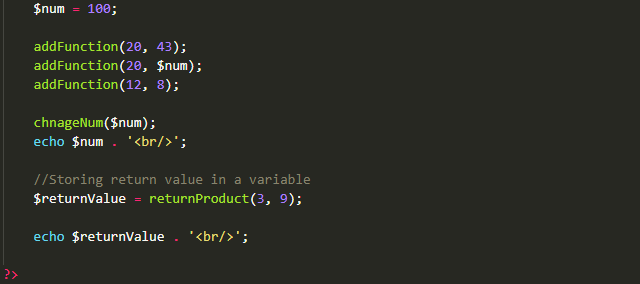 $num = 100;
addFunction(20, 43);
addFunction(20, $num);
addFunction(12, 8);
chnageNum($num);
echo $num . '<br/>';
//Storing return value in a variable
$returnValue = returnProduct(3, 9);
echo $returnValue . '<br/>';
?>